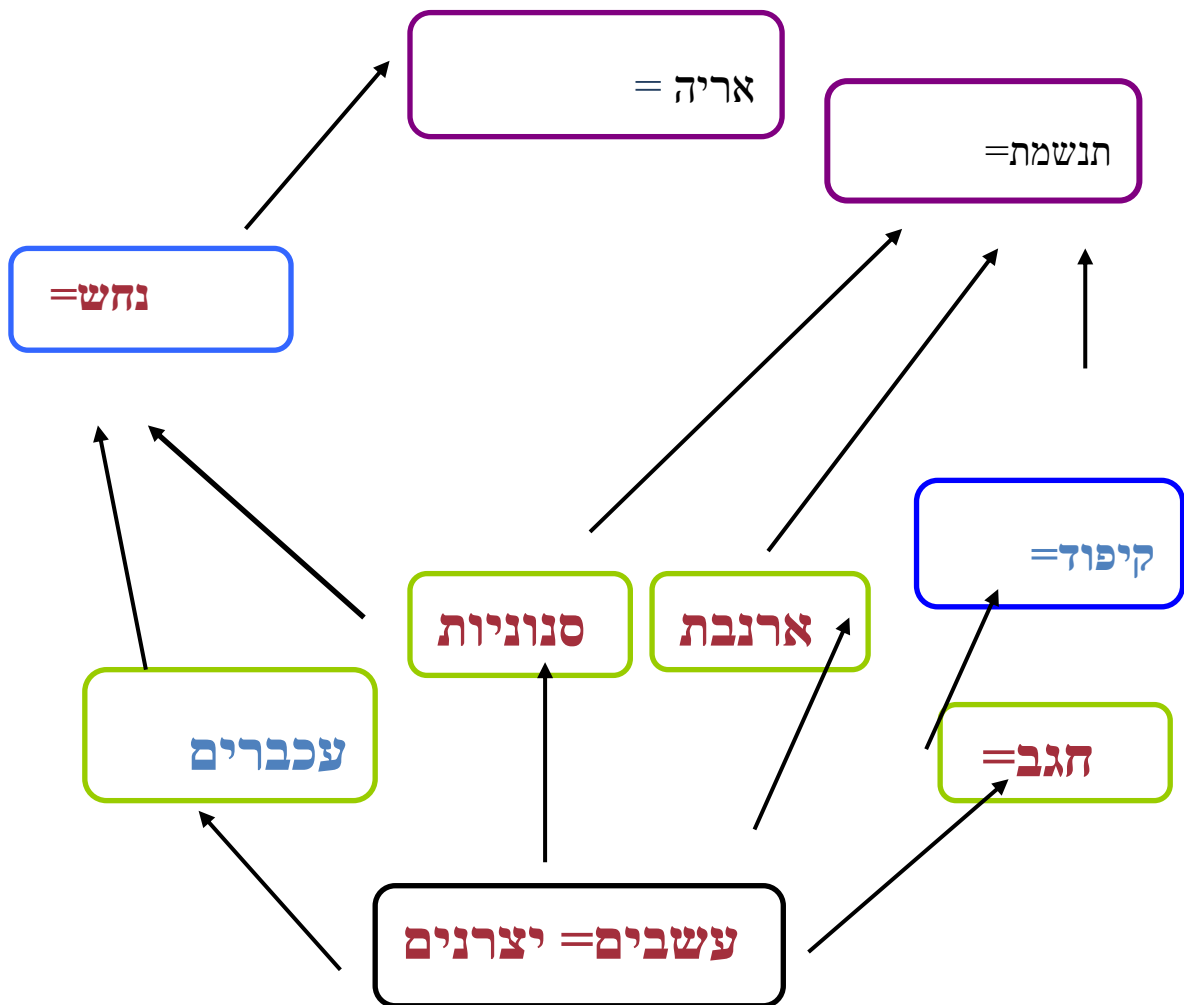 אריה =
תנשמת=
נחש=
קיפוד=
סנוניות
ארנבת
עכברים
חגב=
עשבים= יצרנים